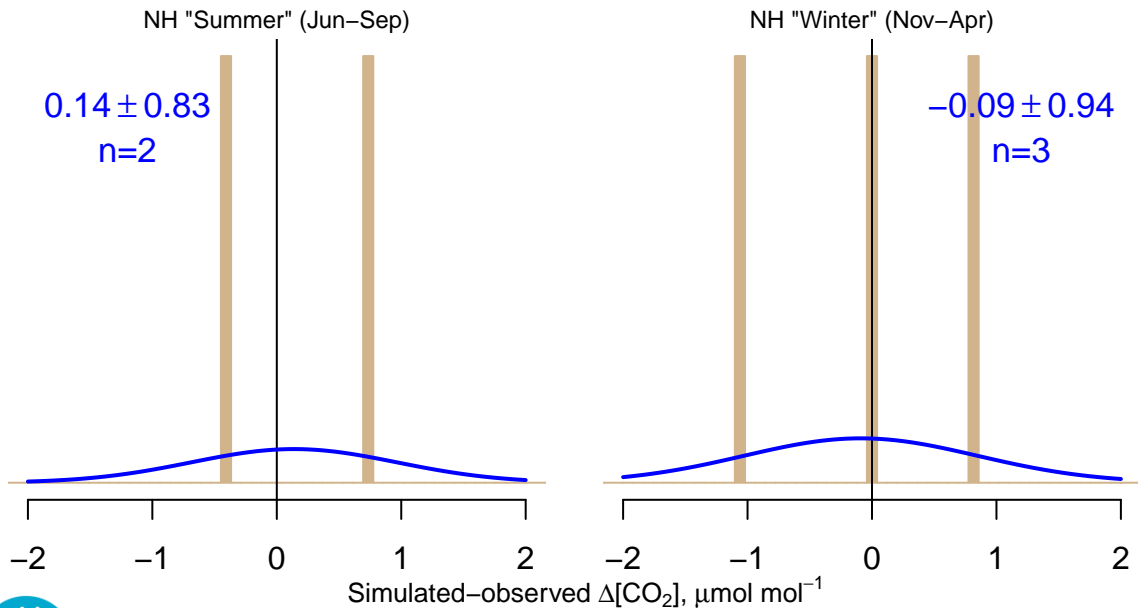 NH "Summer" (Jun−Sep)
0.14 ± 0.83
n=2
−2 −1 0 1 2
NH "Winter" (Nov−Apr)
−0.09 ± 0.94
n=3
−2 −1 0 1 2
Simulated−observed Δ[CO₂], μmol mol⁻¹